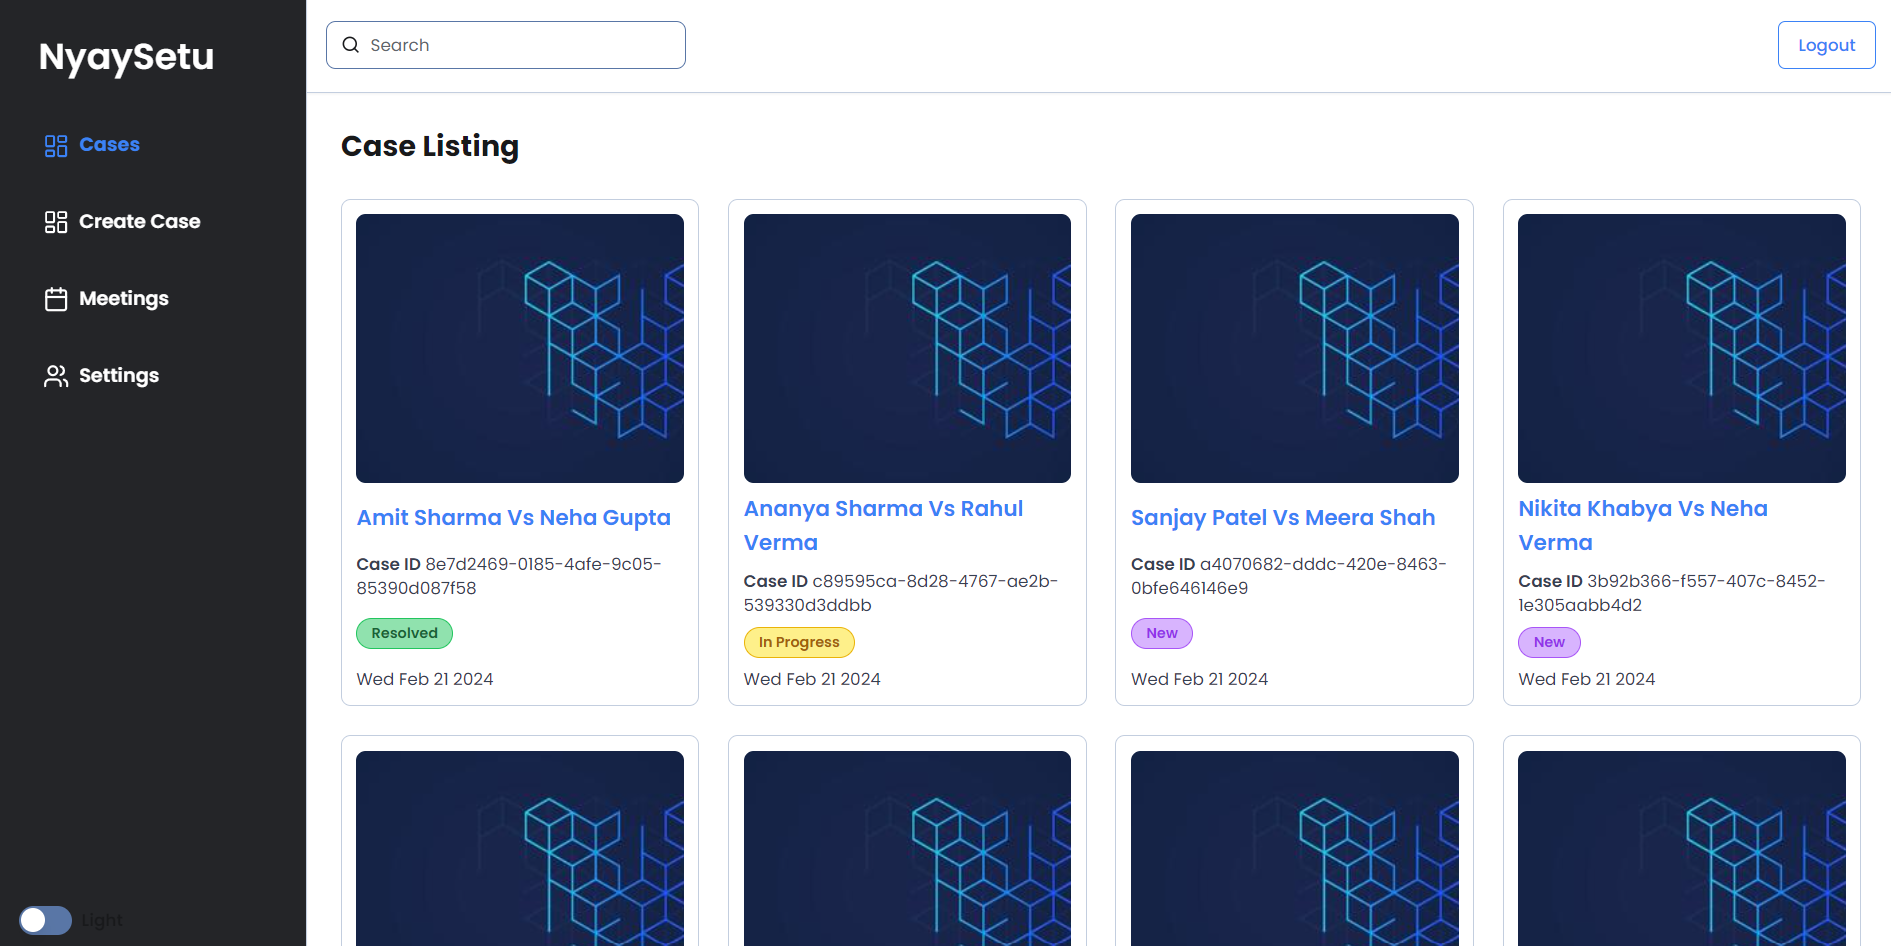 NyaySetu
Cases
Create Case
Meetings
Settings
Light
Search
Logout
Case Listing
Amit Sharma Vs Neha Gupta
Case ID 8e7d2469-0185-4afe-9c05-
85390d087f58
Resolved
Wed Feb 21 2024
Ananya Sharma Vs Rahul
Verma
Case ID c89595ca-8d28-4767-ae2b-
539330d3ddbb
In Progress
Wed Feb 21 2024
Sanjay Patel Vs Meera Shah
Case ID a4070682-dddc-420e-8463-
0bfe646146e9
New
Wed Feb 21 2024
Nikita Khabya Vs Neha
Verma
Case ID 3b92b366-f557-407c-8452-
1e305aabb4d2
New
Wed Feb 21 2024